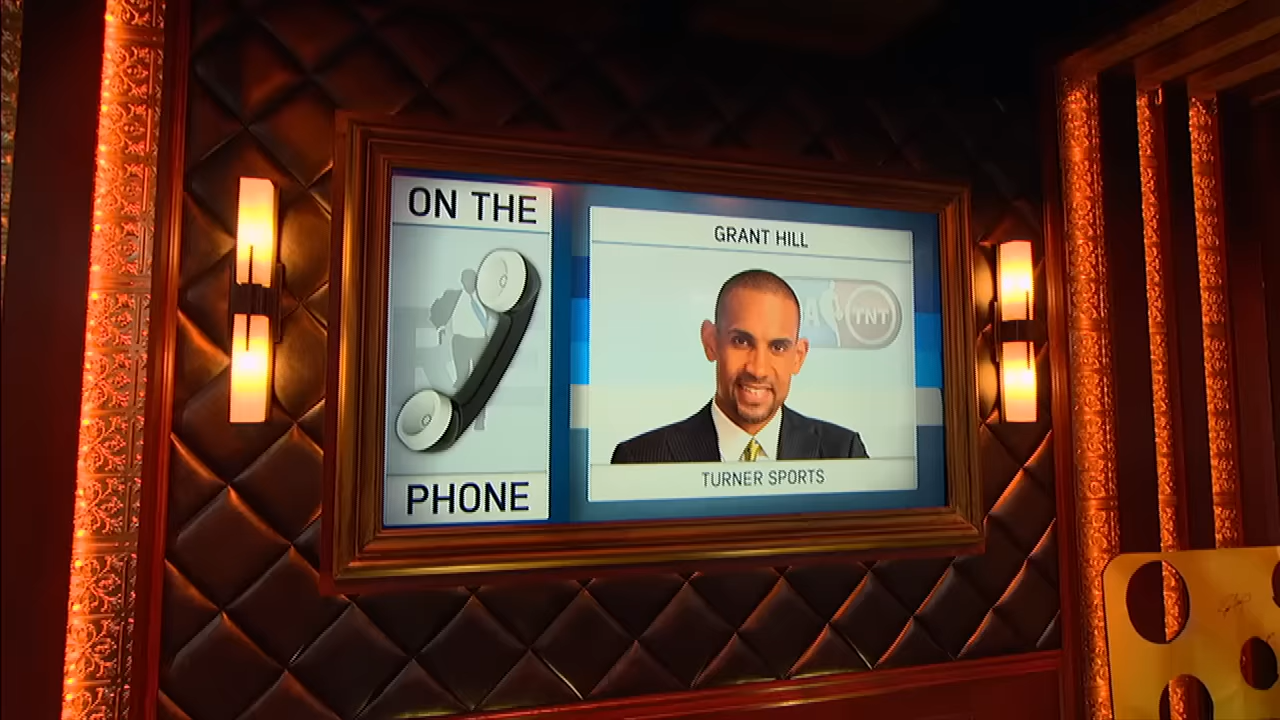 ON THE
PHONE
GRANT HILL
TNT
TURNER SPORTS